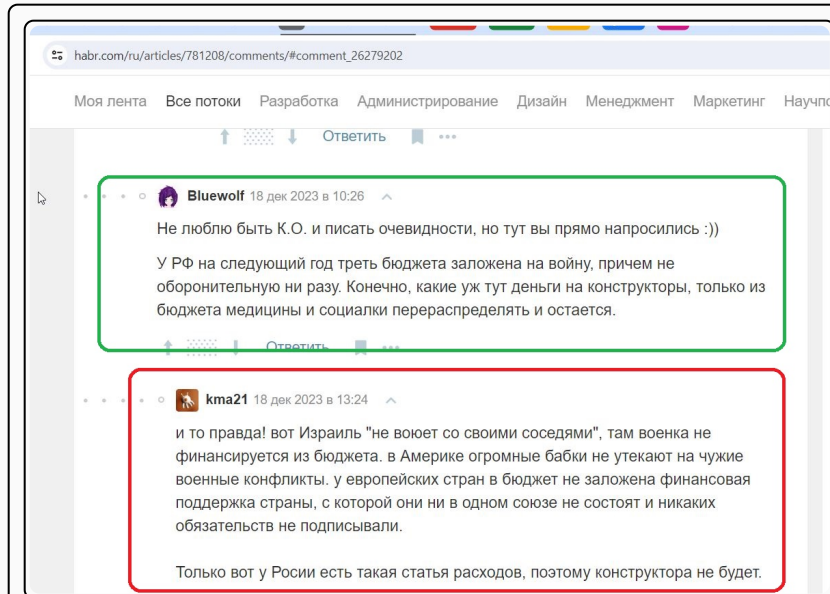 habr.com/ru/articles/781208/comments/#comment_26279202
Моя лента Все потоки Разработка Администрирование Дизайн Менеджмент Маркетинг Научпо
Ответить
Bluewolf 18 дек 2023 в 10:26
Не люблю быть К.О. и писать очевидности, но тут вы прямо напросились :))
У РФ на следующий год треть бюджета заложена на войну, причем не
оборонительную ни разу. Конечно, какие уж тут деньги на конструкторы, только из
бюджета медицины и социалки перераспределять и остается.
Ответить
kma21 18 дек 2023 в 13:24
и то правда! вот Израиль "не воюет со своими соседями", там военка не
финансируется из бюджета. в Америке огромные бабки не утекают на чужие
военные конфликты. у европейских стран в бюджет не заложена финансовая
поддержка страны, с которой они ни в одном союзе не состоят и никаких
обязательств не подписывали.
Только вот у Росии есть такая статья расходов, поэтому конструктора не будет.